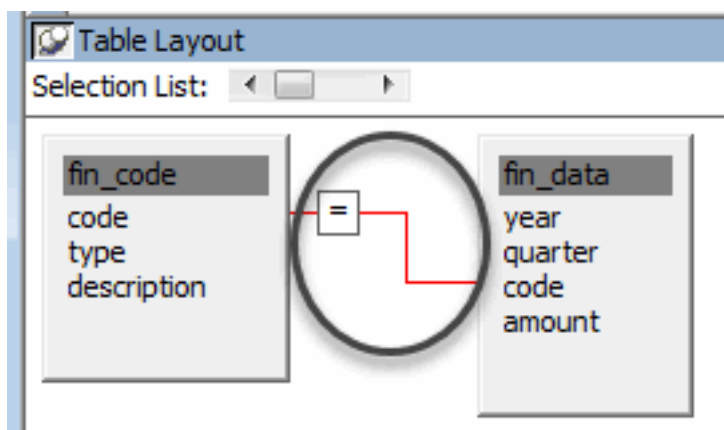 Table Layout
Selection List:
fin_code
code
type
description
=
fin_data
year
quarter
code
amount